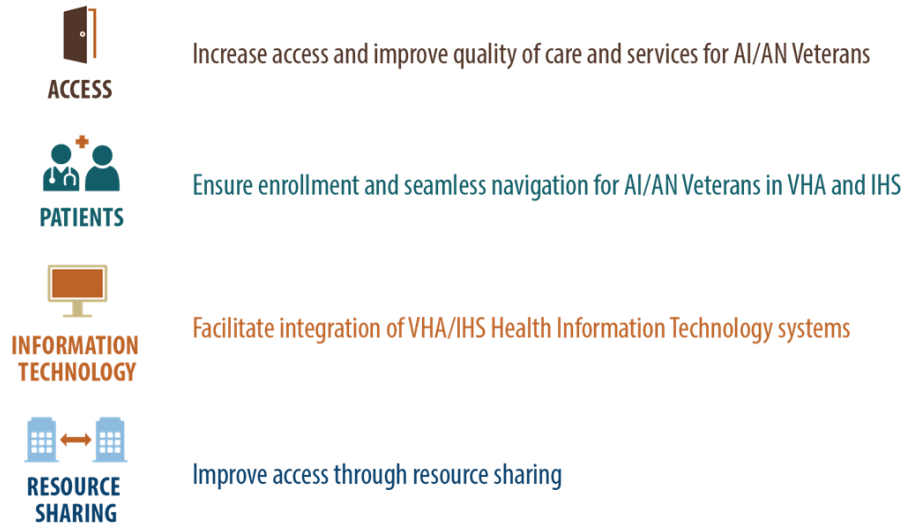 ACCESS
Increase access and improve quality of care and services for AI/AN Veterans
PATIENTS
Ensure enrollment and seamless navigation for AI/AN Veterans in VHA and IHS
INFORMATION
TECHNOLOGY
Facilitate integration of VHA/IHS Health Information Technology systems
RESOURCE
SHARING
Improve access through resource sharing